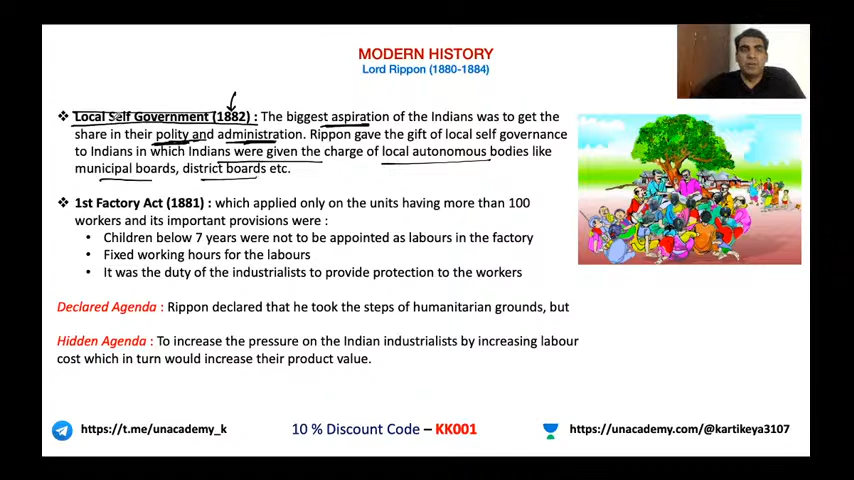 MODERN HISTORY
Lord Rippon (1880-1884)
❖ Local Self Government (1882) : The biggest aspiration of the Indians was to get the
share in their polity and administration. Rippon gave the gift of local self governance
to Indians in which Indians were given the charge of local autonomous bodies like
municipal boards, district boards etc.
❖ 1st Factory Act (1881) : which applied only on the units having more than 100
workers and its important provisions were :
• Children below 7 years were not to be appointed as labours in the factory
• Fixed working hours for the labours
• It was the duty of the industrialists to provide protection to the workers
Declared Agenda : Rippon declared that he took the steps of humanitarian grounds, but
Hidden Agenda : To increase the pressure on the Indian industrialists by increasing labour
cost which in turn would increase their product value.
https://t.me/unacademy_k
10 % Discount Code – KK001
https://unacademy.com/@kartikeya3107